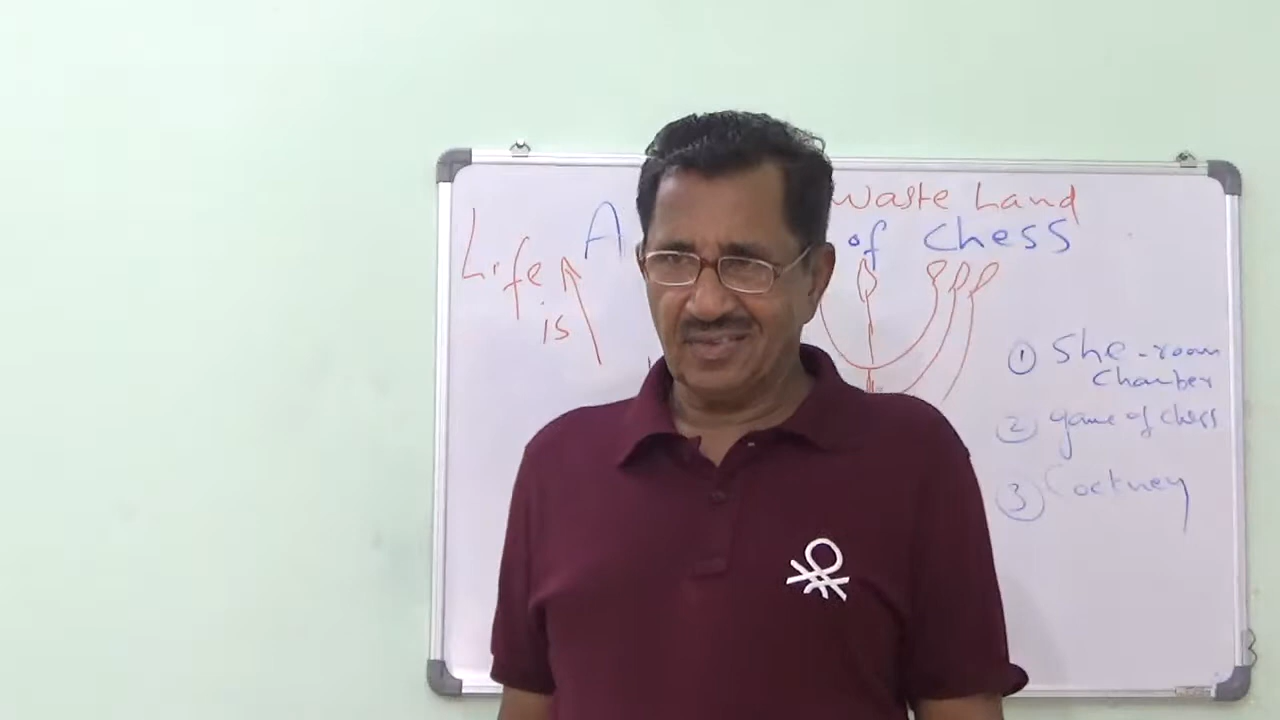 Waste Land
A of Chess
Life
is
① She-room
Chamber
② game of chess
③ Cockney